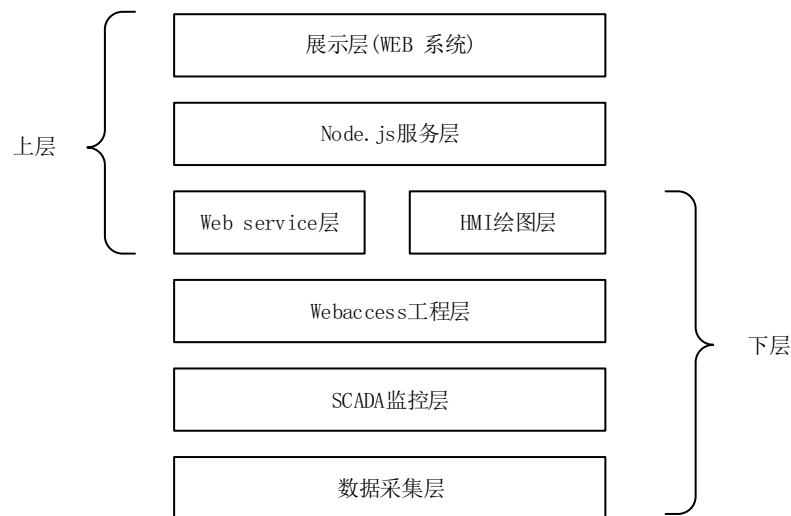 展示层(WEB 系统)
Node.js服务层
上层
Web service层
HMI绘图层
Webaccess工程层
下层
SCADA监控层
数据采集层